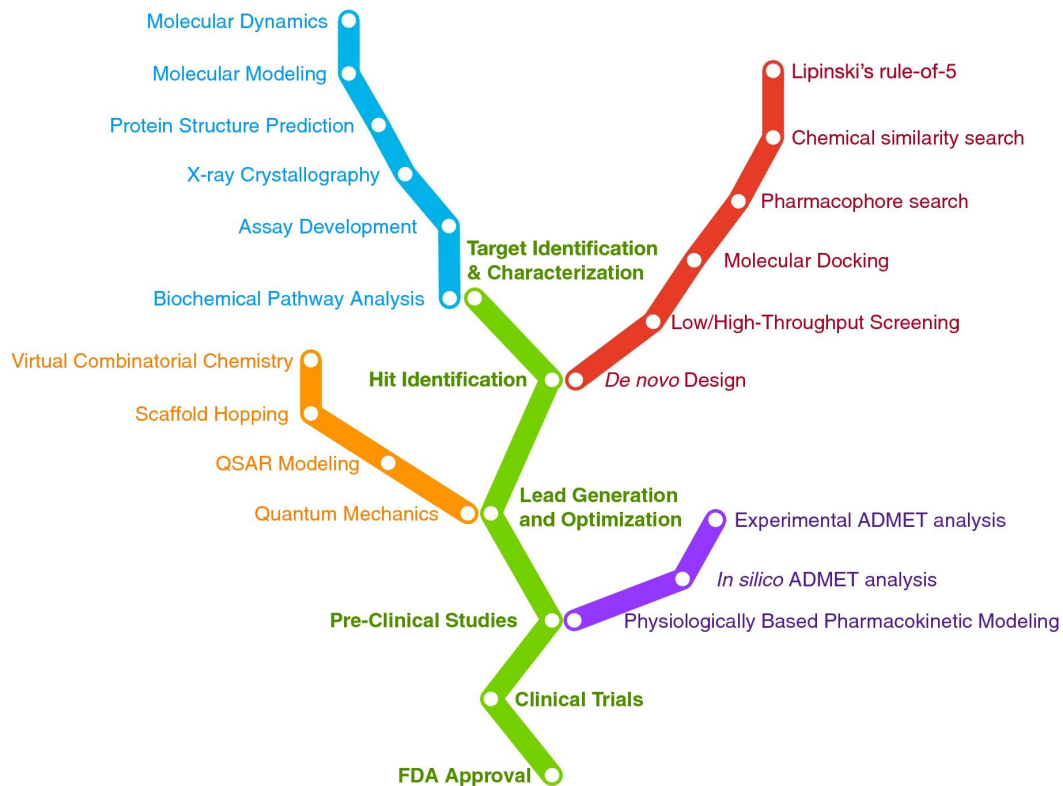 Molecular Dynamics
Molecular Modeling
Protein Structure Prediction
X-ray Crystallography
Assay Development
Biochemical Pathway Analysis
Target Identification
& Characterization
Lipinski's rule-of-5
Chemical similarity search
Pharmacophore search
Molecular Docking
Low/High-Throughput Screening
De novo Design
Hit Identification
Virtual Combinatorial Chemistry
Scaffold Hopping
QSAR Modeling
Quantum Mechanics
Lead Generation
and Optimization
Experimental ADMET analysis
In silico ADMET analysis
Physiologically Based Pharmacokinetic Modeling
Pre-Clinical Studies
Clinical Trials
FDA Approval